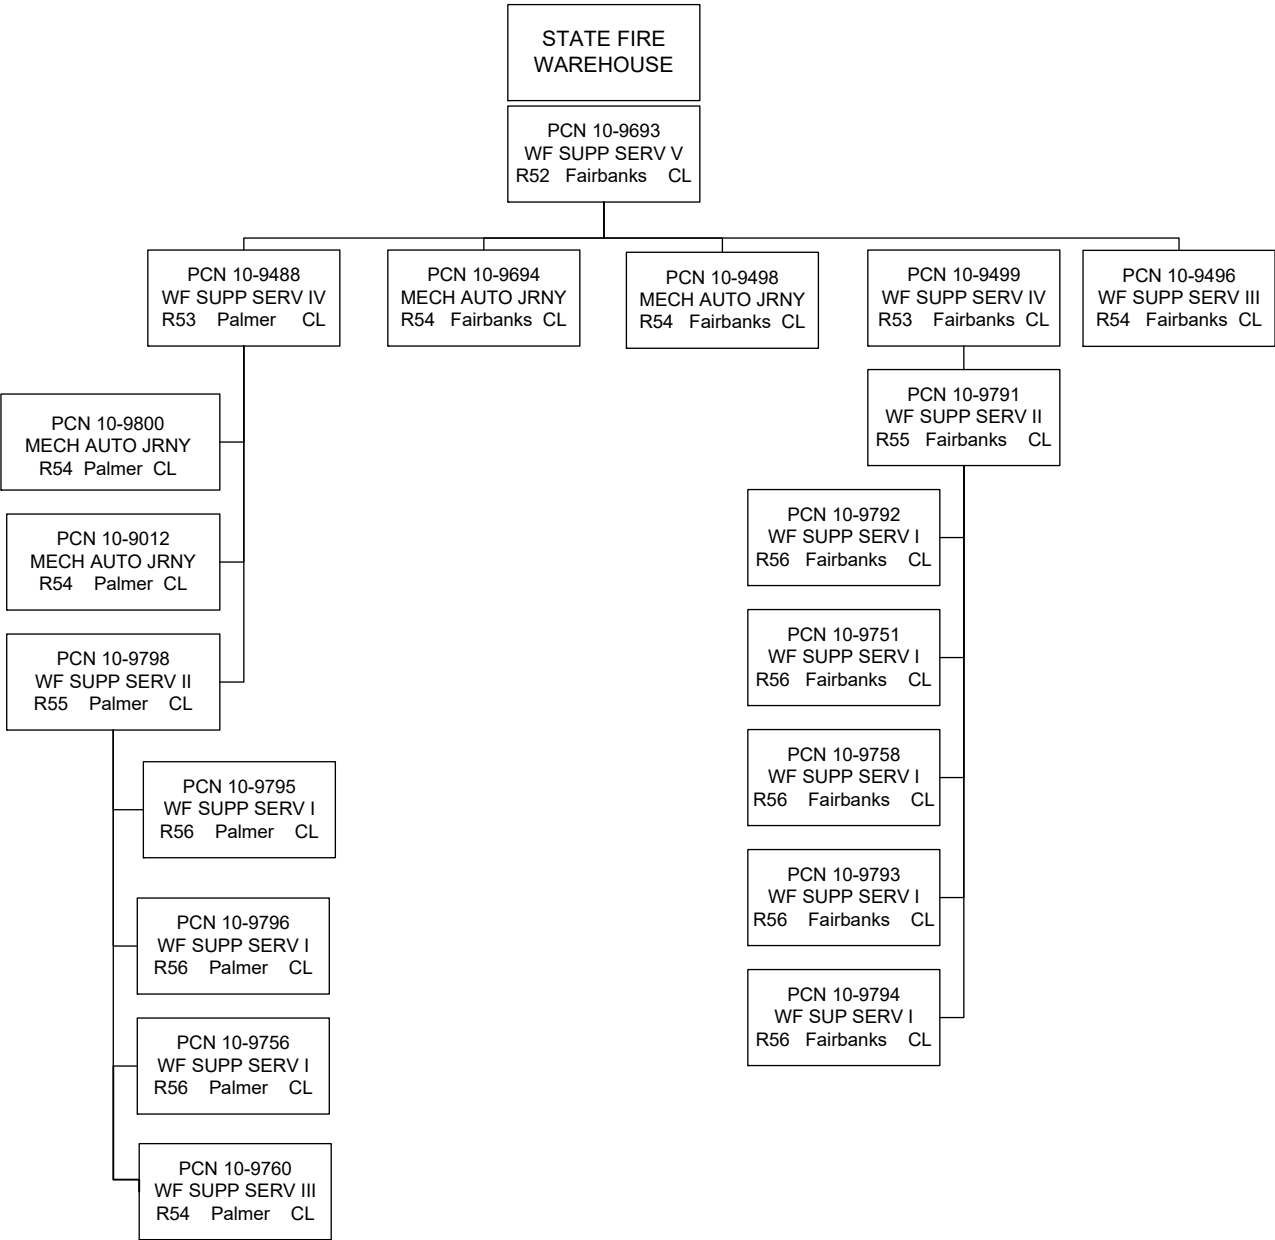 STATE FIRE
WAREHOUSE
PCN 10-9693
WF SUPP SERV V
R52 Fairbanks CL
PCN 10-9488
WF SUPP SERV IV
R53 Palmer CL
PCN 10-9694
MECH AUTO JRNY
R54 Fairbanks CL
PCN 10-9498
MECH AUTO JRNY
R54 Fairbanks CL
PCN 10-9499
WF SUPP SERV IV
R53 Fairbanks CL
PCN 10-9496
WF SUPP SERV III
R54 Fairbanks CL
PCN 10-9800
MECH AUTO JRNY
R54 Palmer CL
PCN 10-9012
MECH AUTO JRNY
R54 Palmer CL
PCN 10-9798
WF SUPP SERV II
R55 Palmer CL
PCN 10-9795
WF SUPP SERV I
R56 Palmer CL
PCN 10-9796
WF SUPP SERV I
R56 Palmer CL
PCN 10-9756
WF SUPP SERV I
R56 Palmer CL
PCN 10-9760
WF SUPP SERV III
R54 Palmer CL
PCN 10-9791
WF SUPP SERV II
R55 Fairbanks CL
PCN 10-9792
WF SUPP SERV I
R56 Fairbanks CL
PCN 10-9751
WF SUPP SERV I
R56 Fairbanks CL
PCN 10-9758
WF SUPP SERV I
R56 Fairbanks CL
PCN 10-9793
WF SUPP SERV I
R56 Fairbanks CL
PCN 10-9794
WF SUP SERV I
R56 Fairbanks CL